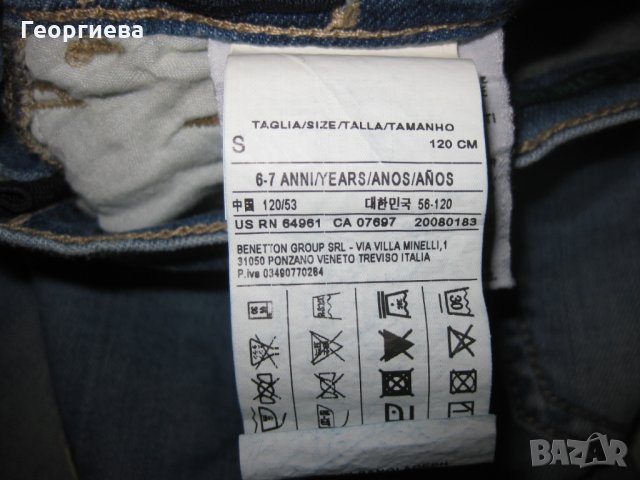 Георгиева
TAGLIA/SIZE/TALLA/TAMANHO
S 120 CM
6-7 ANNI/YEARS/ANOS/AÑOS
中国 120/53 대한민국 56-120
US RN 64961 CA 07697 20080183
BENETTON GROUP SRL - VIA VILLA MINELLI,1
31050 PONZANO VENETO TREVISO ITALIA
P.iva 03490770264
30
BAZAR